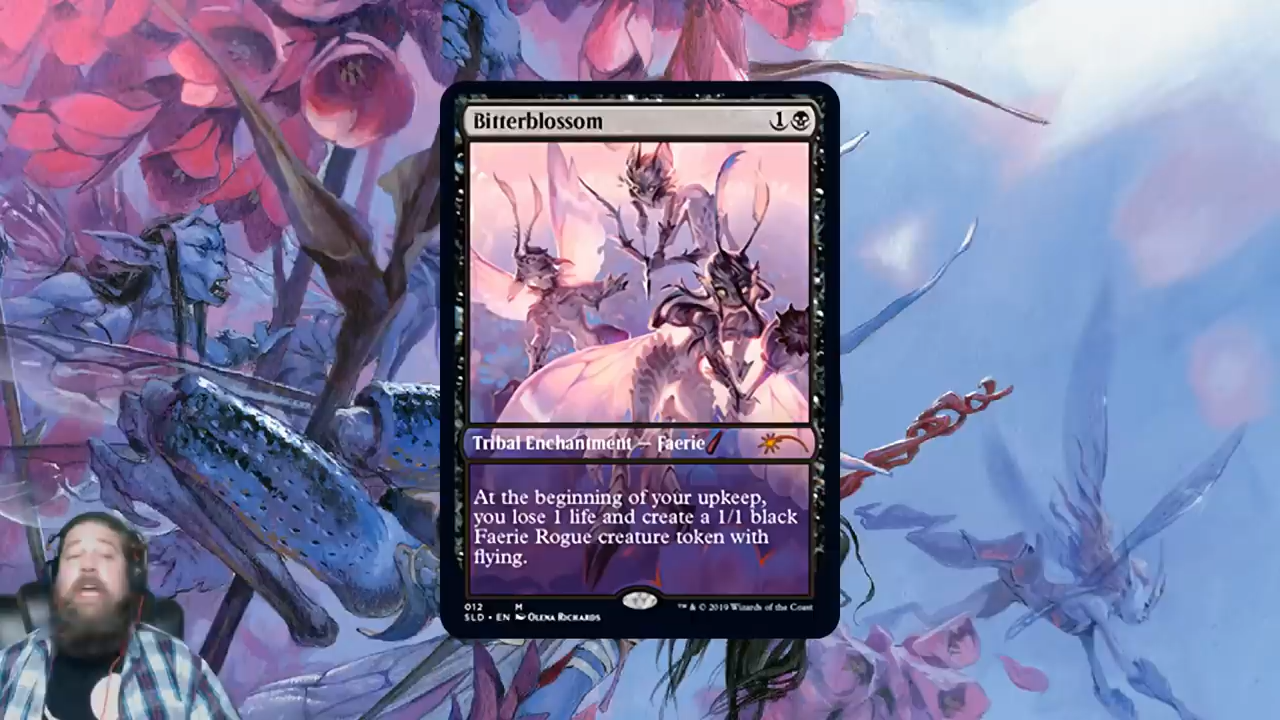 Bitterblossom 1
Tribal Enchantment — Faerie
At the beginning of your upkeep,
you lose 1 life and create a 1/1 black
Faerie Rogue creature token with
flying.
012 M
SLD • EN OLENA RICHARDS
™ & © 2019 Wizards of the Coast